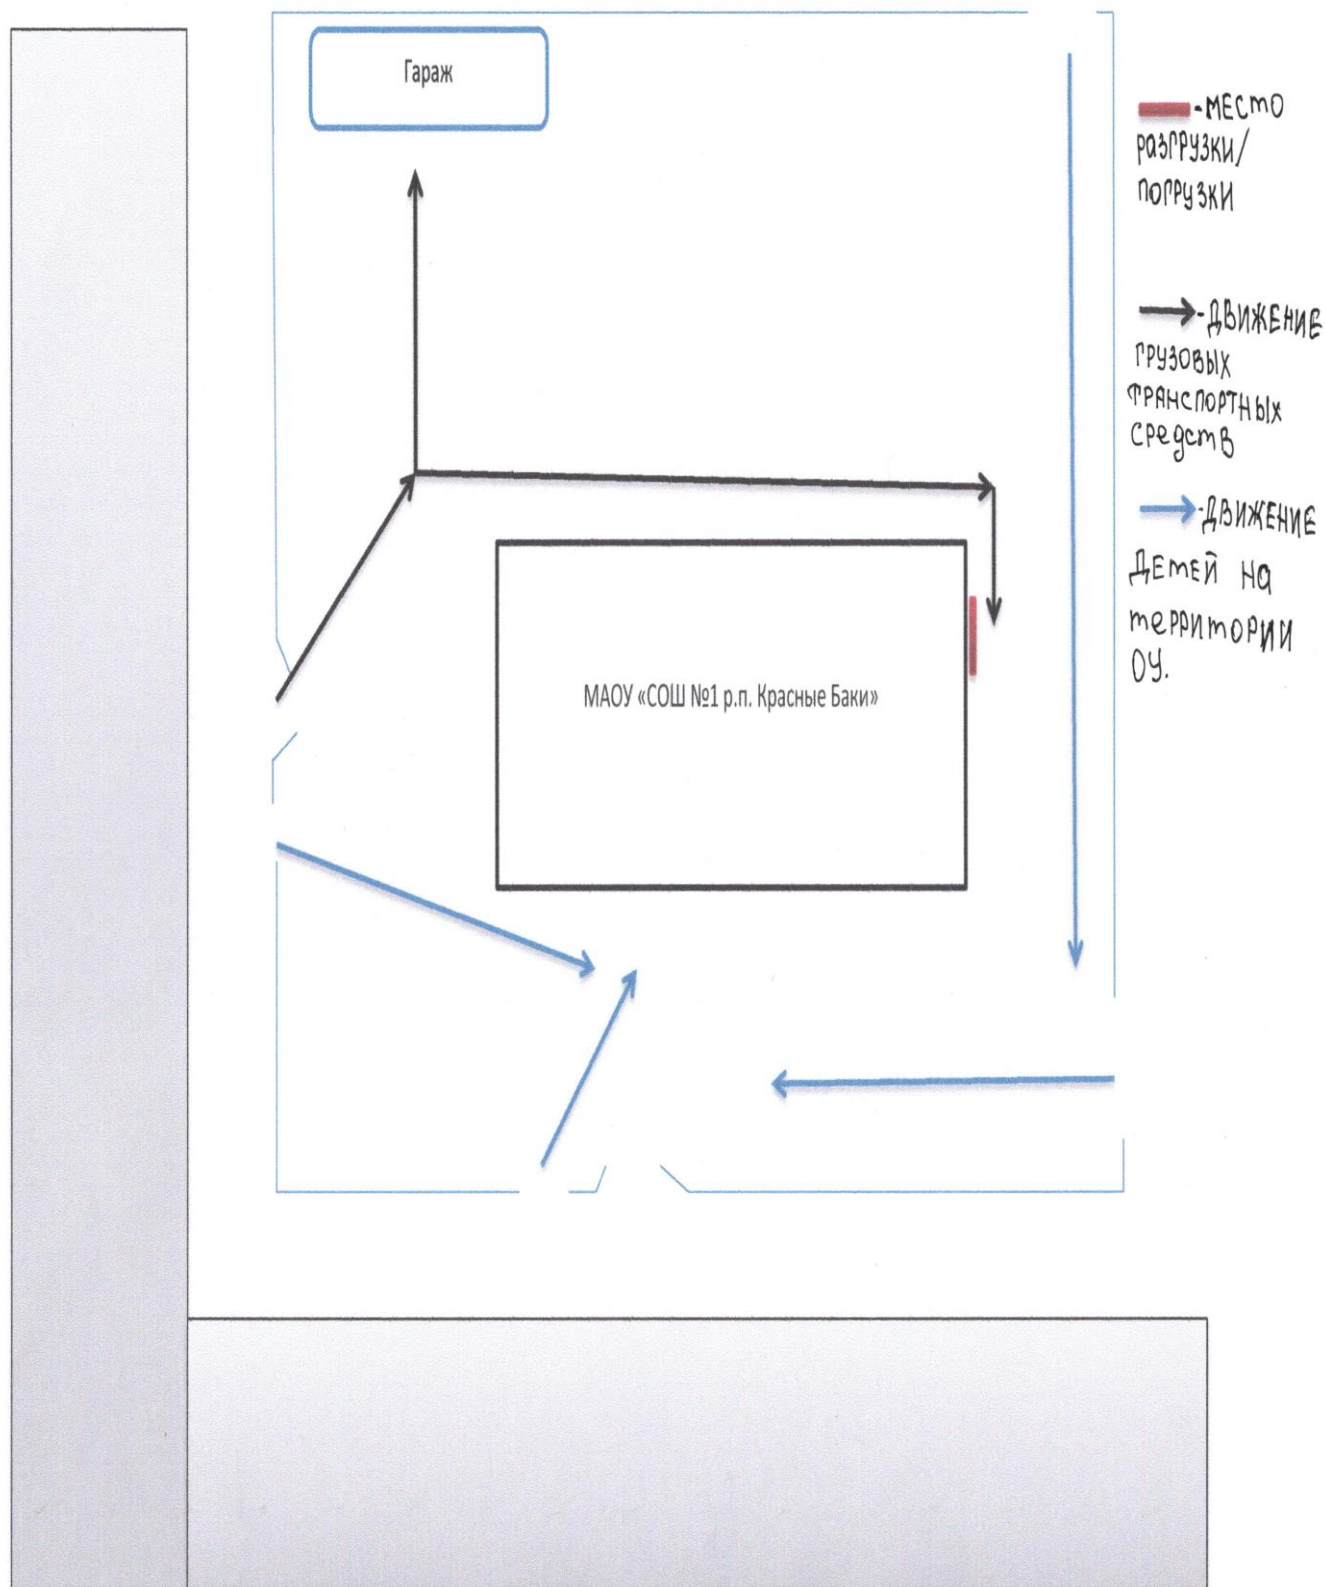 Гараж
-МЕСТО
РАЗГРУЗКИ/
ПОГРУЗКИ
-ДВИЖЕНИЕ
ГРУЗОВЫХ
ТРАНСПОРТНЫХ
СРЕДСТВ
-ДВИЖЕНИЕ
ДЕТЕЙ НА
ТЕРРИТОРИИ
ОУ.
МАОУ «СОШ №1 р.п. Красные Баки»